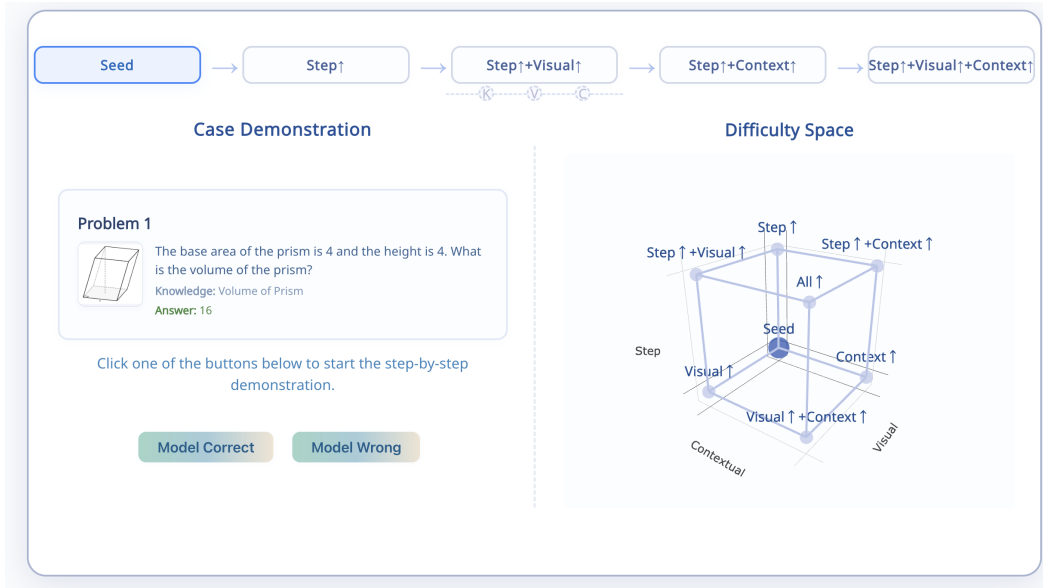 Seed
Step↑
Step↑+Visual↑
Step↑+Context↑
Step↑+Visual↑+Context↑
K V C
Case Demonstration
Problem 1
The base area of the prism is 4 and the height is 4. What
is the volume of the prism?
Knowledge: Volume of Prism
Answer: 16
Click one of the buttons below to start the step-by-step
demonstration.
Model Correct
Model Wrong
Difficulty Space
Step↑
Step↑+Visual↑
Step↑+Context↑
All↑
Seed
Step
Context↑
Visual↑
Visual↑+Context↑
Contextual
Visual